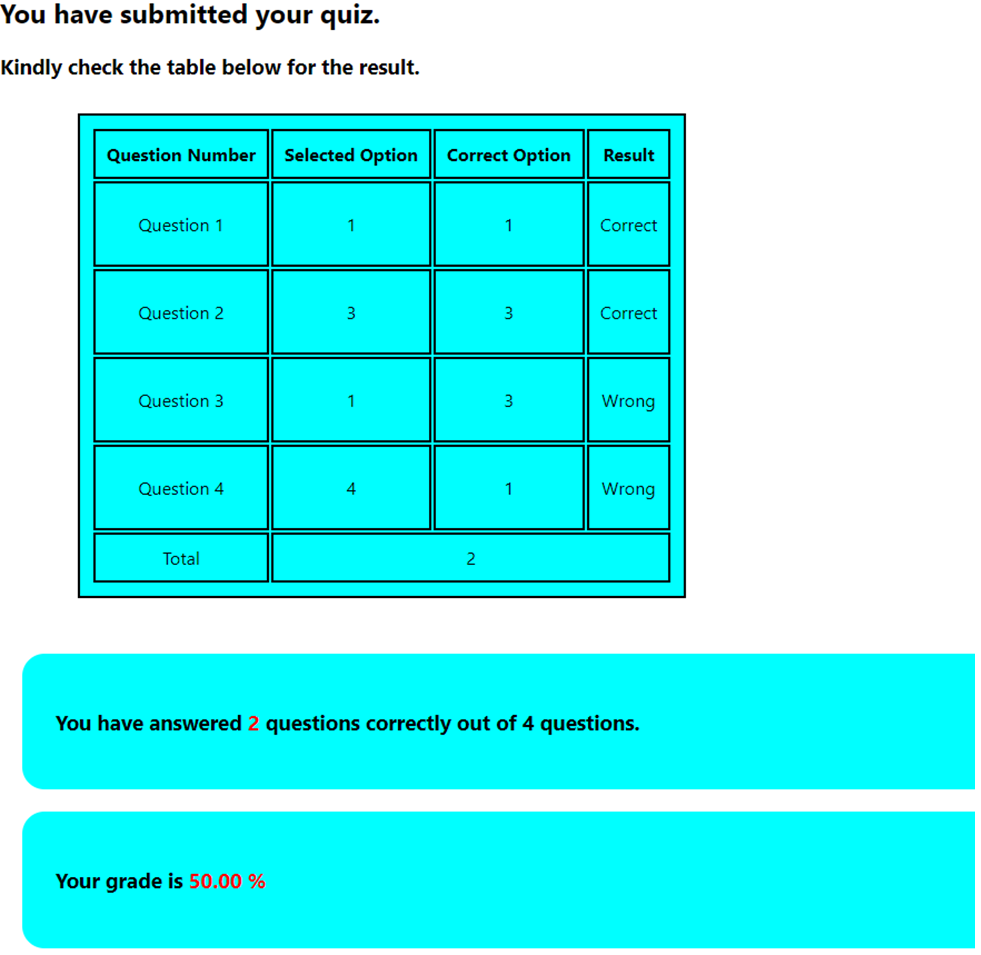 You have submitted your quiz.
Kindly check the table below for the result.
Question Number Selected Option Correct Option Result
Question 1 1 1 Correct
Question 2 3 3 Correct
Question 3 1 3 Wrong
Question 4 4 1 Wrong
Total 2
You have answered 2 questions correctly out of 4 questions.
Your grade is 50.00 %